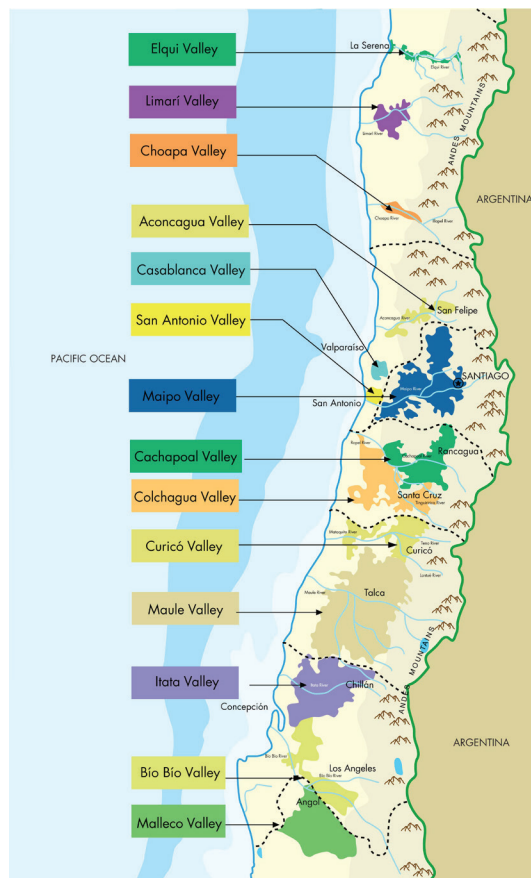 Elqui Valley
La Serena
Elqui River
Limarí Valley
Limarí River
ANDES MOUNTAINS
Choapa Valley
ARGENTINA
Choapa River
Illapel River
Aconcagua Valley
Casablanca Valley
San Felipe
Aconcagua River
San Antonio Valley
Valparaíso
PACIFIC OCEAN
SANTIAGO
Maipo Valley
Maipo River
San Antonio
Rapel River
Rancagua
Cachapoal Valley
Cachapoal River
Colchagua Valley
Santa Cruz
Tinguiririca River
Mataquito River
Curicó Valley
Teno River
Curicó
Lontué River
Maule Valley
Maule River
Talca
ANDES MOUNTAINS
Itata Valley
Itata River
Chillán
Concepción
ARGENTINA
Bío Bío River
Los Angeles
Bío Bío Valley
Bío Bío River
Angol
Malleco Valley